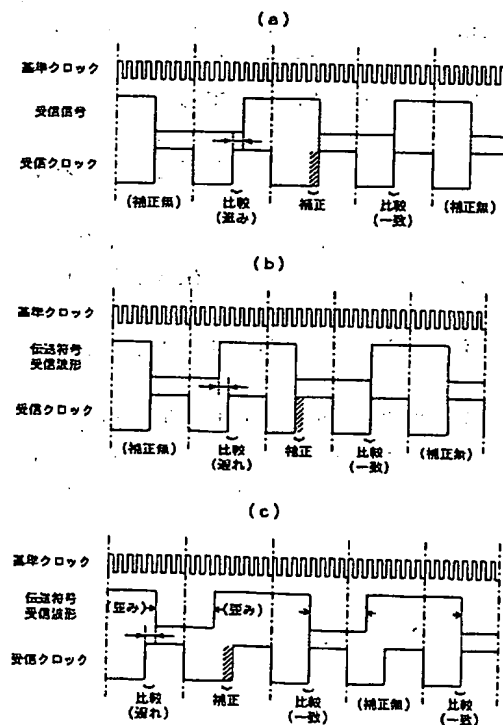 (a)
基準クロック
受信信号
受信クロック
(補正無) 比較 補正 比較 (補正無)
(進み) (一致)
(b)
基準クロック
伝送符号
受信波形
受信クロック
(補正無) 比較 補正 比較 (補正無)
(遅れ) (一致)
(c)
基準クロック
伝送符号
受信波形
(歪み) (歪み)
受信クロック
比較 補正 比較 (補正無) 比較
(遅れ) (一致) (一致)